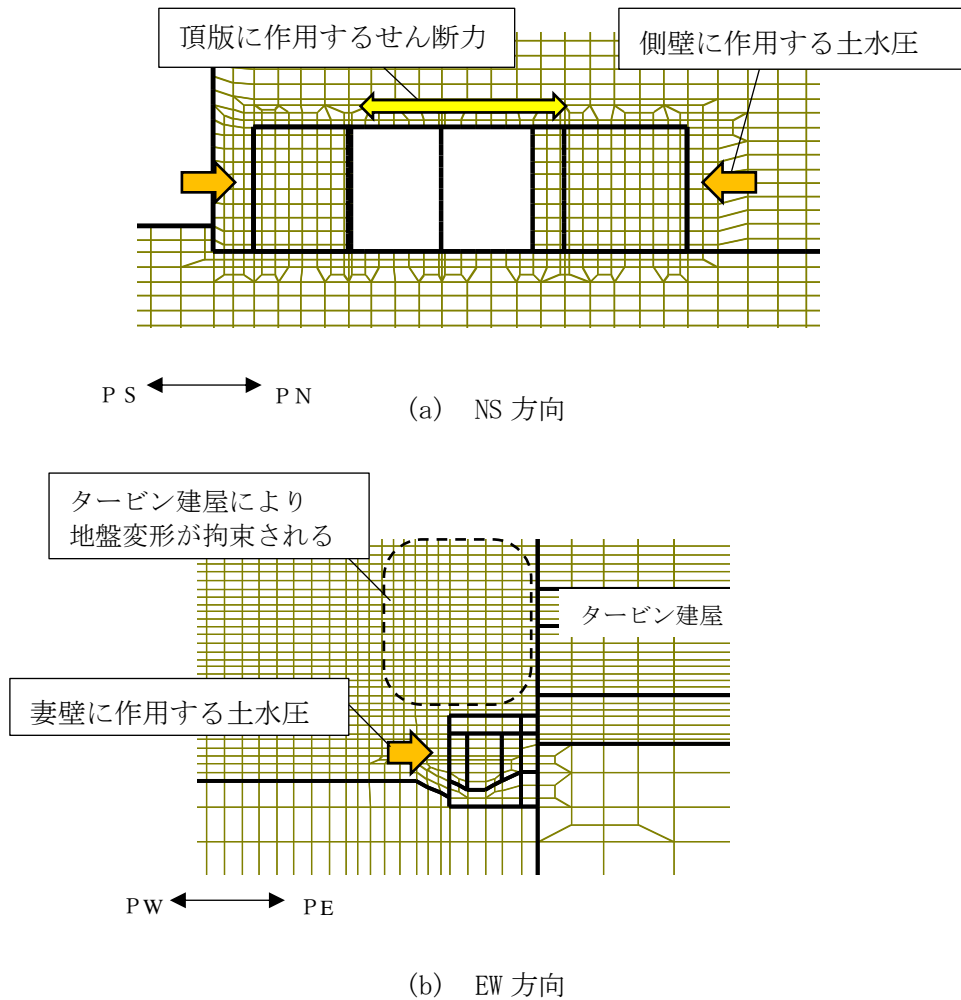 頂版に作用するせん断力
側壁に作用する土水圧
ＰＳ
ＰＮ
(a) NS 方向
タービン建屋により
地盤変形が拘束される
タービン建屋
妻壁に作用する土水圧
ＰW
ＰE
(b) EW 方向